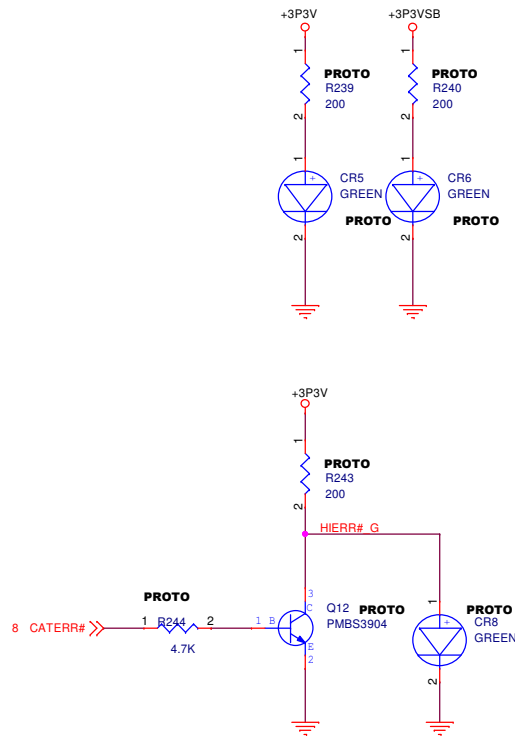 +3P3V
+3P3VSB
1
1
PROTO
PROTO
R239
R240
200
200
2
2
1
1
+
CR5
+
CR6
GREEN
GREEN
PROTO
PROTO
2
2
+3P3V
1
PROTO
R243
200
2
HIERR#_G
PROTO
3
C
Q12
PROTO
1
PROTO
8 CATERR#
1
R244
2
1 B
PMBS3904
+
CR8
GREEN
4.7K
E
2
2